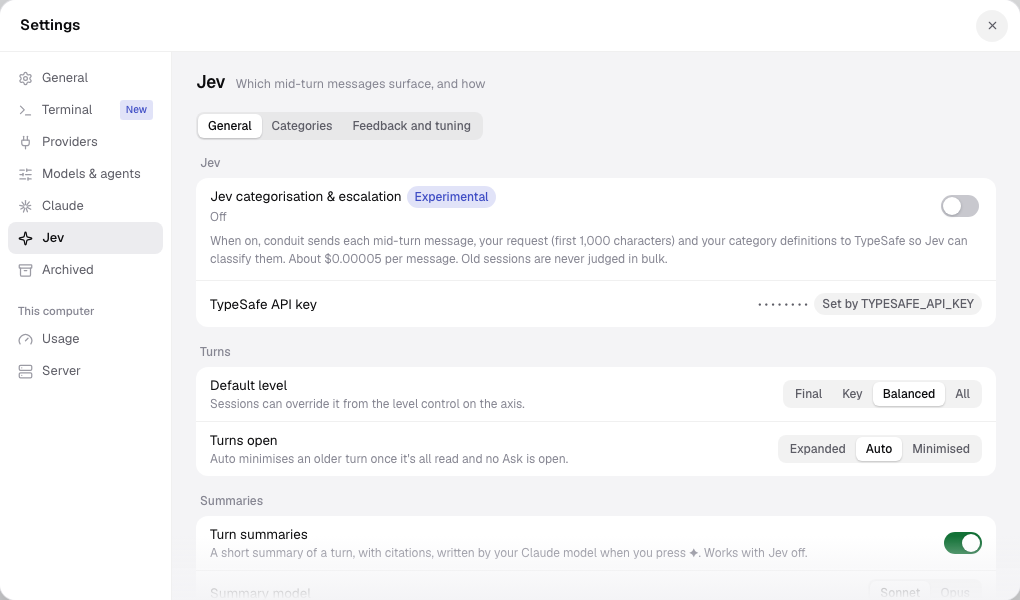 Settings
General
Terminal New
Providers
Models & agents
Claude
Jev
Archived
This computer
Usage
Server
Jev Which mid-turn messages surface, and how
General Categories Feedback and tuning
Jev
Jev categorisation & escalation Experimental
Off
When on, conduit sends each mid-turn message, your request (first 1,000 characters) and your category definitions to TypeSafe so Jev can
classify them. About $0.00005 per message. Old sessions are never judged in bulk.
TypeSafe API key ········ Set by TYPESAFE_API_KEY
Turns
Default level Final Key Balanced All
Sessions can override it from the level control on the axis.
Turns open Expanded Auto Minimised
Auto minimises an older turn once it's all read and no Ask is open.
Summaries
Turn summaries
A short summary of a turn, with citations, written by your Claude model when you press ✦. Works with Jev off.
Summary model Sonnet Opus